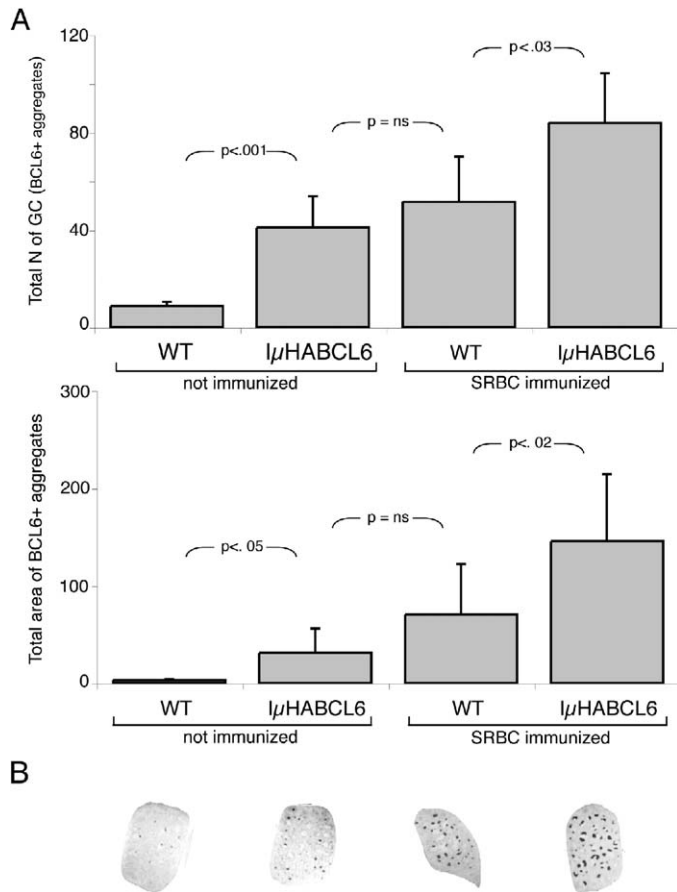 A
Total N of GC (BCL6+ aggregates)
120
80
40
0
p<.001
p = ns
p<.03
WT
IμHABCL6
WT
IμHABCL6
not immunized
SRBC immunized
Total area of BCL6+ aggregates
300
200
100
0
p<. 05
p = ns
p<. 02
WT
IμHABCL6
WT
IμHABCL6
not immunized
SRBC immunized
B